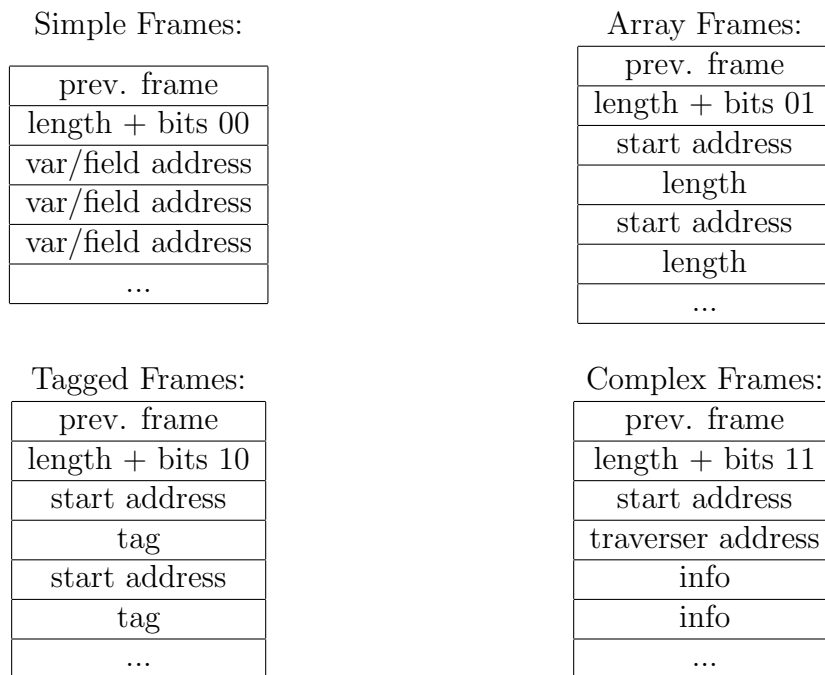 Simple Frames:
prev. frame
length + bits 00
var/field address
var/field address
var/field address
...
Array Frames:
prev. frame
length + bits 01
start address
length
start address
length
...
Tagged Frames:
prev. frame
length + bits 10
start address
tag
start address
tag
...
Complex Frames:
prev. frame
length + bits 11
start address
traverser address
info
info
...